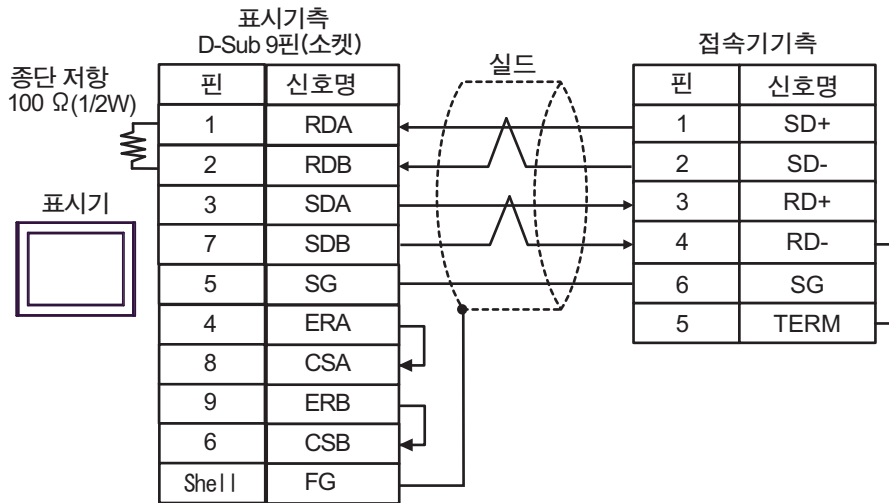 표시기측
D-Sub 9핀(소켓)
종단 저항
100 Ω(1/2W)
표시기
핀 신호명
1 RDA
2 RDB
3 SDA
7 SDB
5 SG
4 ERA
8 CSA
9 ERB
6 CSB
Shell FG
실드
접속기기측
핀 신호명
1 SD+
2 SD-
3 RD+
4 RD-
6 SG
5 TERM